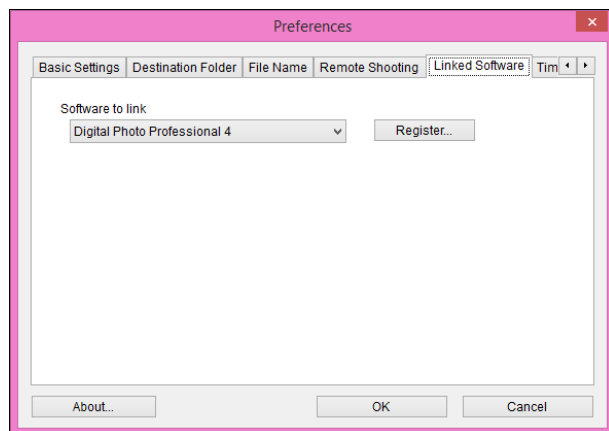 Preferences
Basic Settings Destination Folder File Name Remote Shooting Linked Software Tim
Software to link
Digital Photo Professional 4 Register...
About... OK Cancel